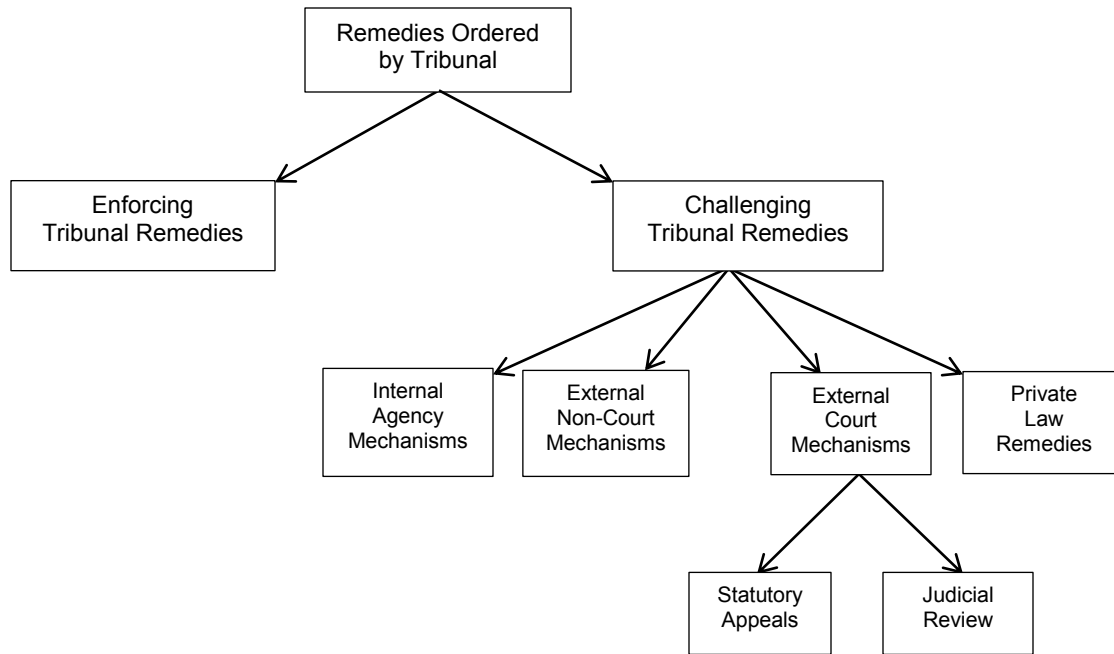 Remedies Ordered
by Tribunal
Enforcing
Tribunal Remedies
Challenging
Tribunal Remedies
Internal
Agency
Mechanisms
External
Non-Court
Mechanisms
External
Court
Mechanisms
Private
Law
Remedies
Statutory
Appeals
Judicial
Review